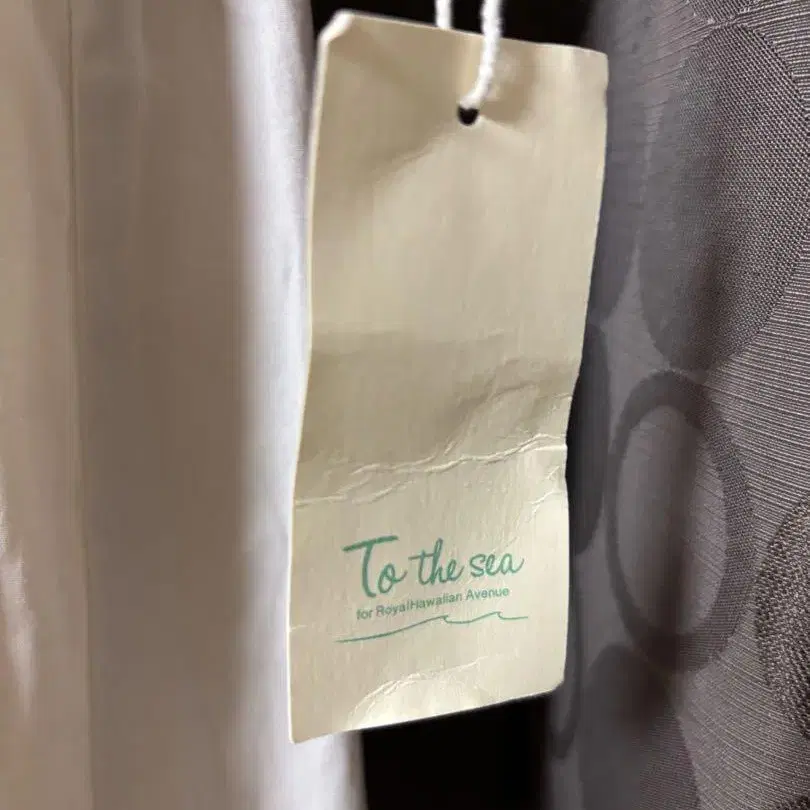 To the sea
for RoyalHawaiian Avenue